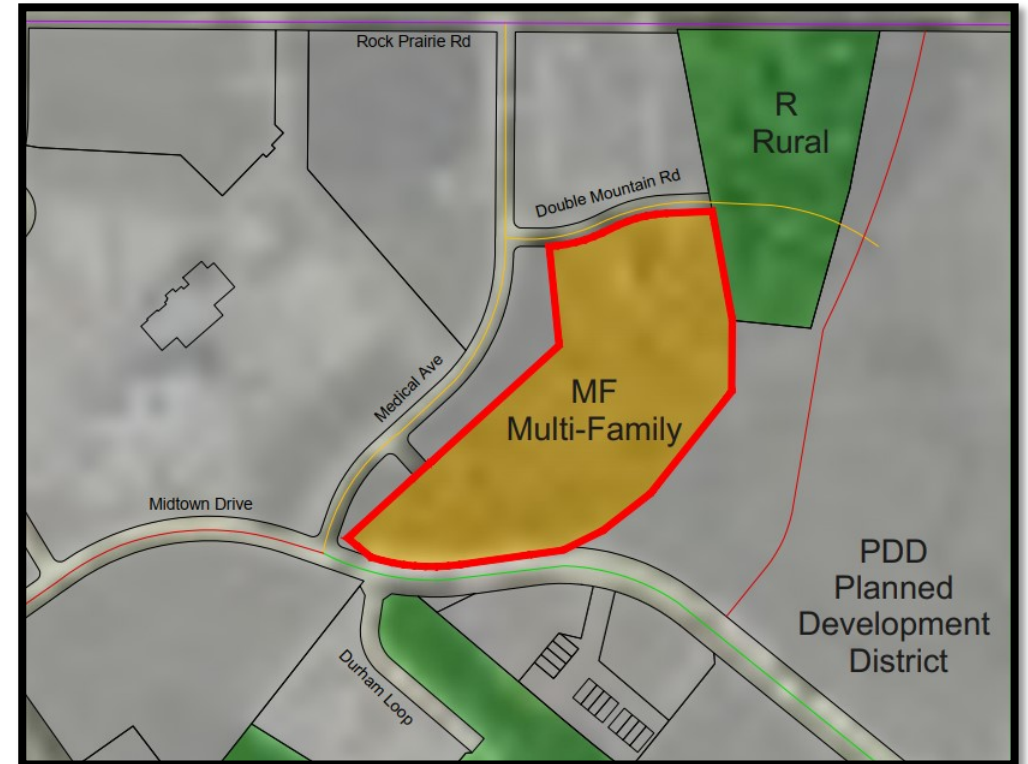 Rock Prairie Rd
R
Rural
Double Mountain Rd
MF
Multi-Family
Medical Ave
Midtown Drive
PDD
Planned
Development
District
Durham Loop